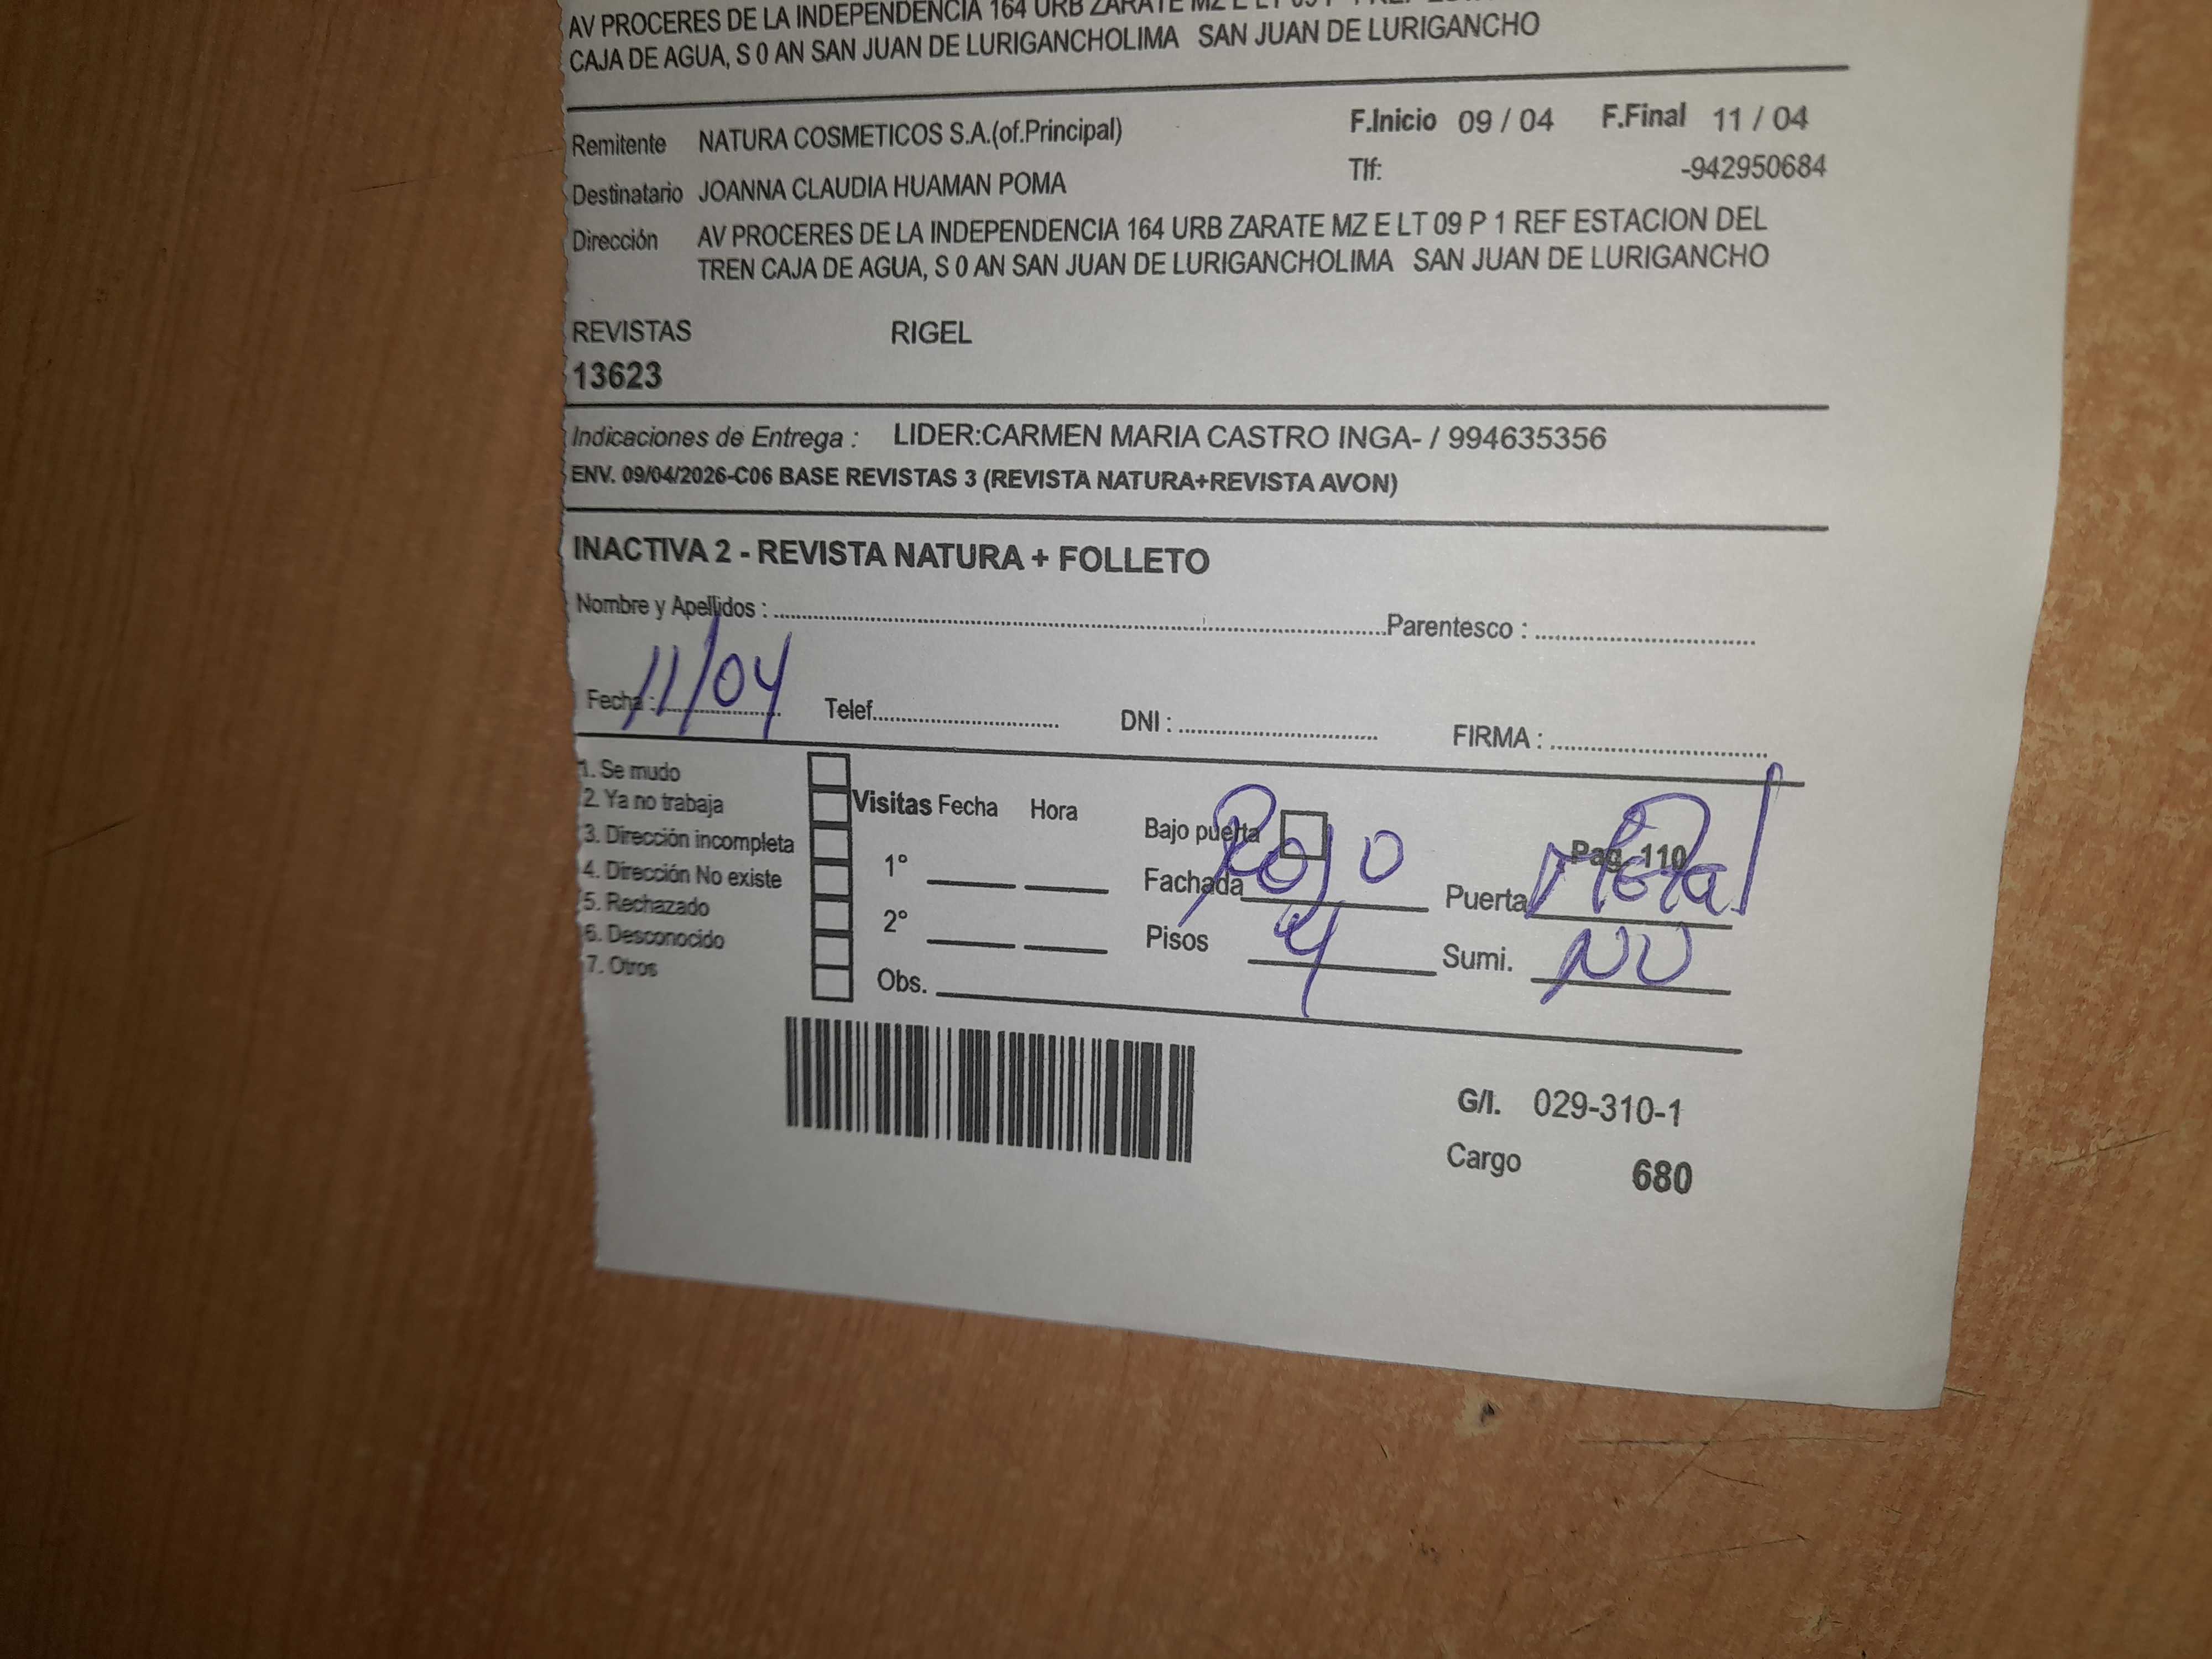 AV PROCERES DE LA INDEPENDENCIA 164 URB ZARATE MZ E LT 09 P 1 REF
CAJA DE AGUA, S 0 AN SAN JUAN DE LURIGANCHOLIMA SAN JUAN DE LURIGANCHO
Remitente NATURA COSMETICOS S.A.(of.Principal) F.Inicio 09 / 04 F.Final 11 / 04
Tlf: -942950684
Destinatario JOANNA CLAUDIA HUAMAN POMA
Dirección AV PROCERES DE LA INDEPENDENCIA 164 URB ZARATE MZ E LT 09 P 1 REF ESTACION DEL
TREN CAJA DE AGUA, S 0 AN SAN JUAN DE LURIGANCHOLIMA SAN JUAN DE LURIGANCHO
REVISTAS RIGEL
13623
Indicaciones de Entrega : LIDER:CARMEN MARIA CASTRO INGA- / 994635356
ENV. 09/04/2026-C06 BASE REVISTAS 3 (REVISTA NATURA+REVISTA AVON)
INACTIVA 2 - REVISTA NATURA + FOLLETO
Nombre y Apellidos : Parentesco :
Fecha : 11/04 Telef. DNI : FIRMA :
1. Se mudo
2. Ya no trabaja
3. Dirección incompleta
4. Dirección No existe
5. Rechazado
6. Desconocido
7. Otros
Visitas Fecha Hora
1°
2°
Obs.
Bajo puerta Pag. 110
Fachada Rojo Puerta Metal
Pisos 4 Sumi. NO
G/I. 029-310-1
Cargo 680